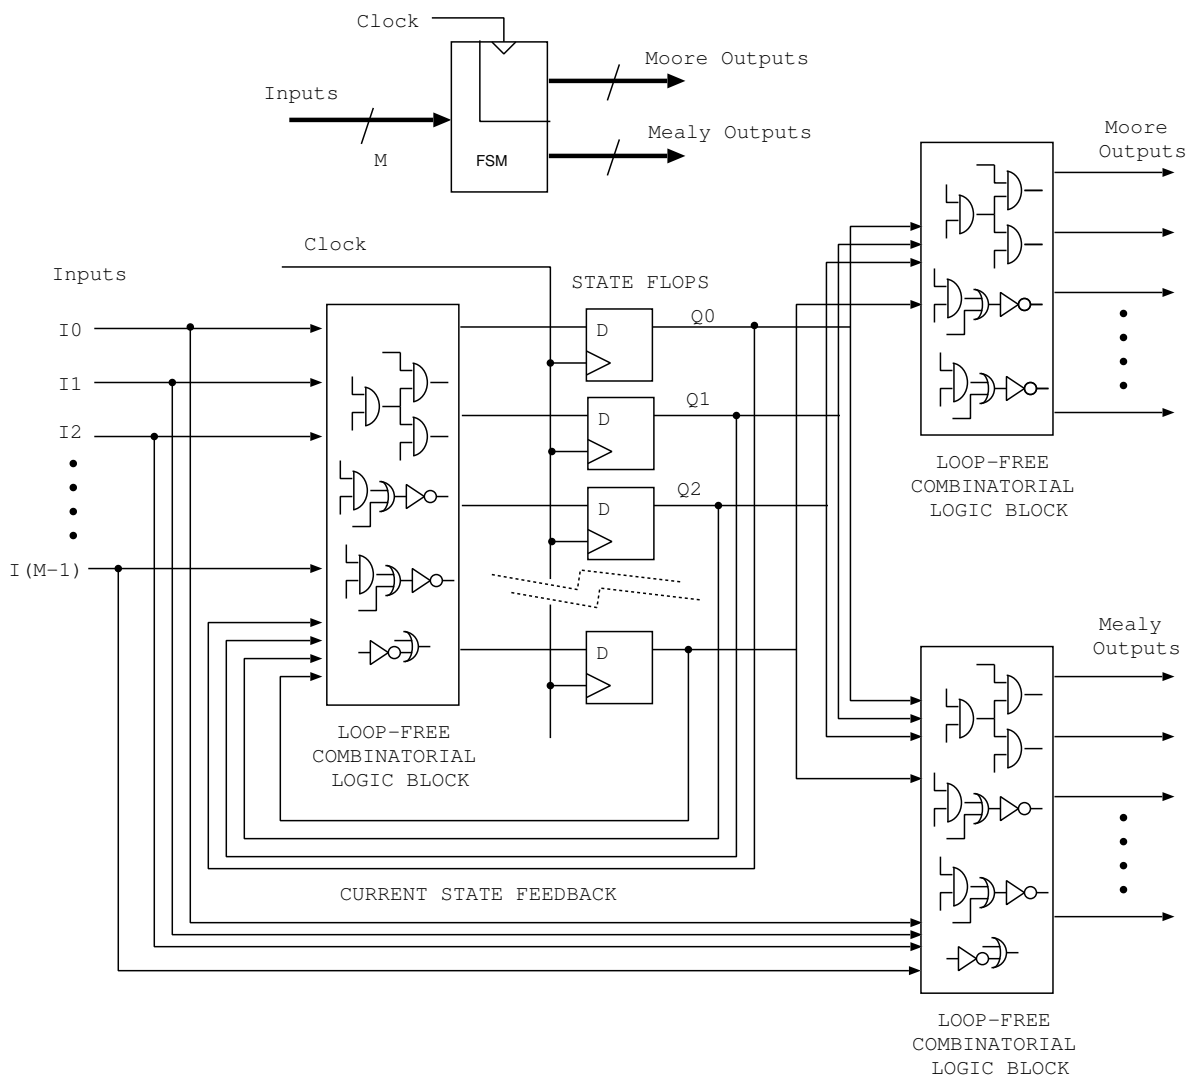 Clock
Moore Outputs
Inputs
Mealy Outputs
M
FSM
Moore
Outputs
Clock
Inputs
STATE FLOPS
I0
D
Q0
I1
D
Q1
I2
D
Q2
I(M-1)
D
LOOP-FREE
COMBINATORIAL
LOGIC BLOCK
Mealy
Outputs
LOOP-FREE
COMBINATORIAL
LOGIC BLOCK
CURRENT STATE FEEDBACK
LOOP-FREE
COMBINATORIAL
LOGIC BLOCK